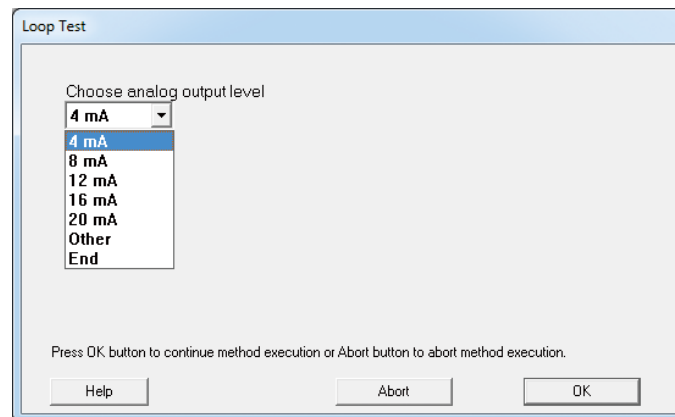 Loop Test
Choose analog output level
4 mA
4 mA
8 mA
12 mA
16 mA
20 mA
Other
End
Press OK button to continue method execution or Abort button to abort method execution.
Help Abort OK